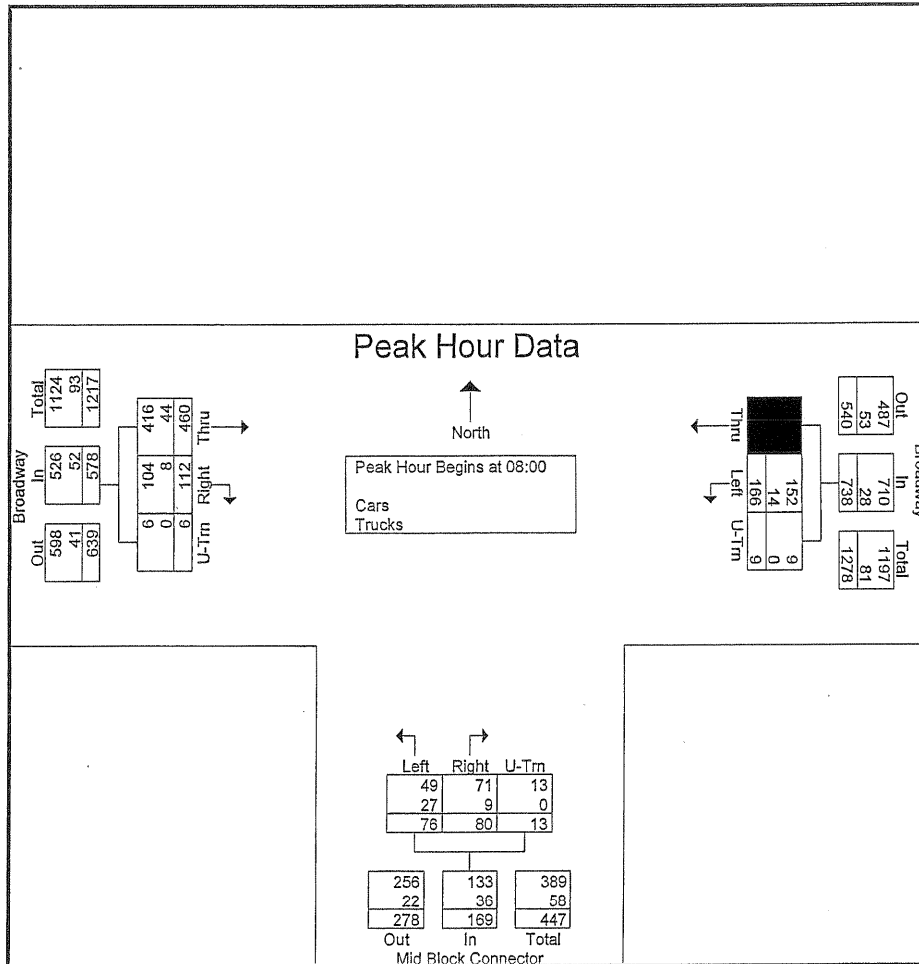 Peak Hour Data
North
Peak Hour Begins at 08:00
Cars
Trucks
Broadway
Out In Total
598 526 1124
41 52 93
639 578 1217
416 104 6
44 8 0
460 112 6
Thru Right U-Trn
Broadway
Out In Total
487 710 1197
53 28 81
540 738 1278
152 9
14 0
166 9
Thru Left U-Trn
Left Right U-Trn
49 71 13
27 9 0
76 80 13
256 133 389
22 36 58
278 169 447
Out In Total
Mid Block Connector